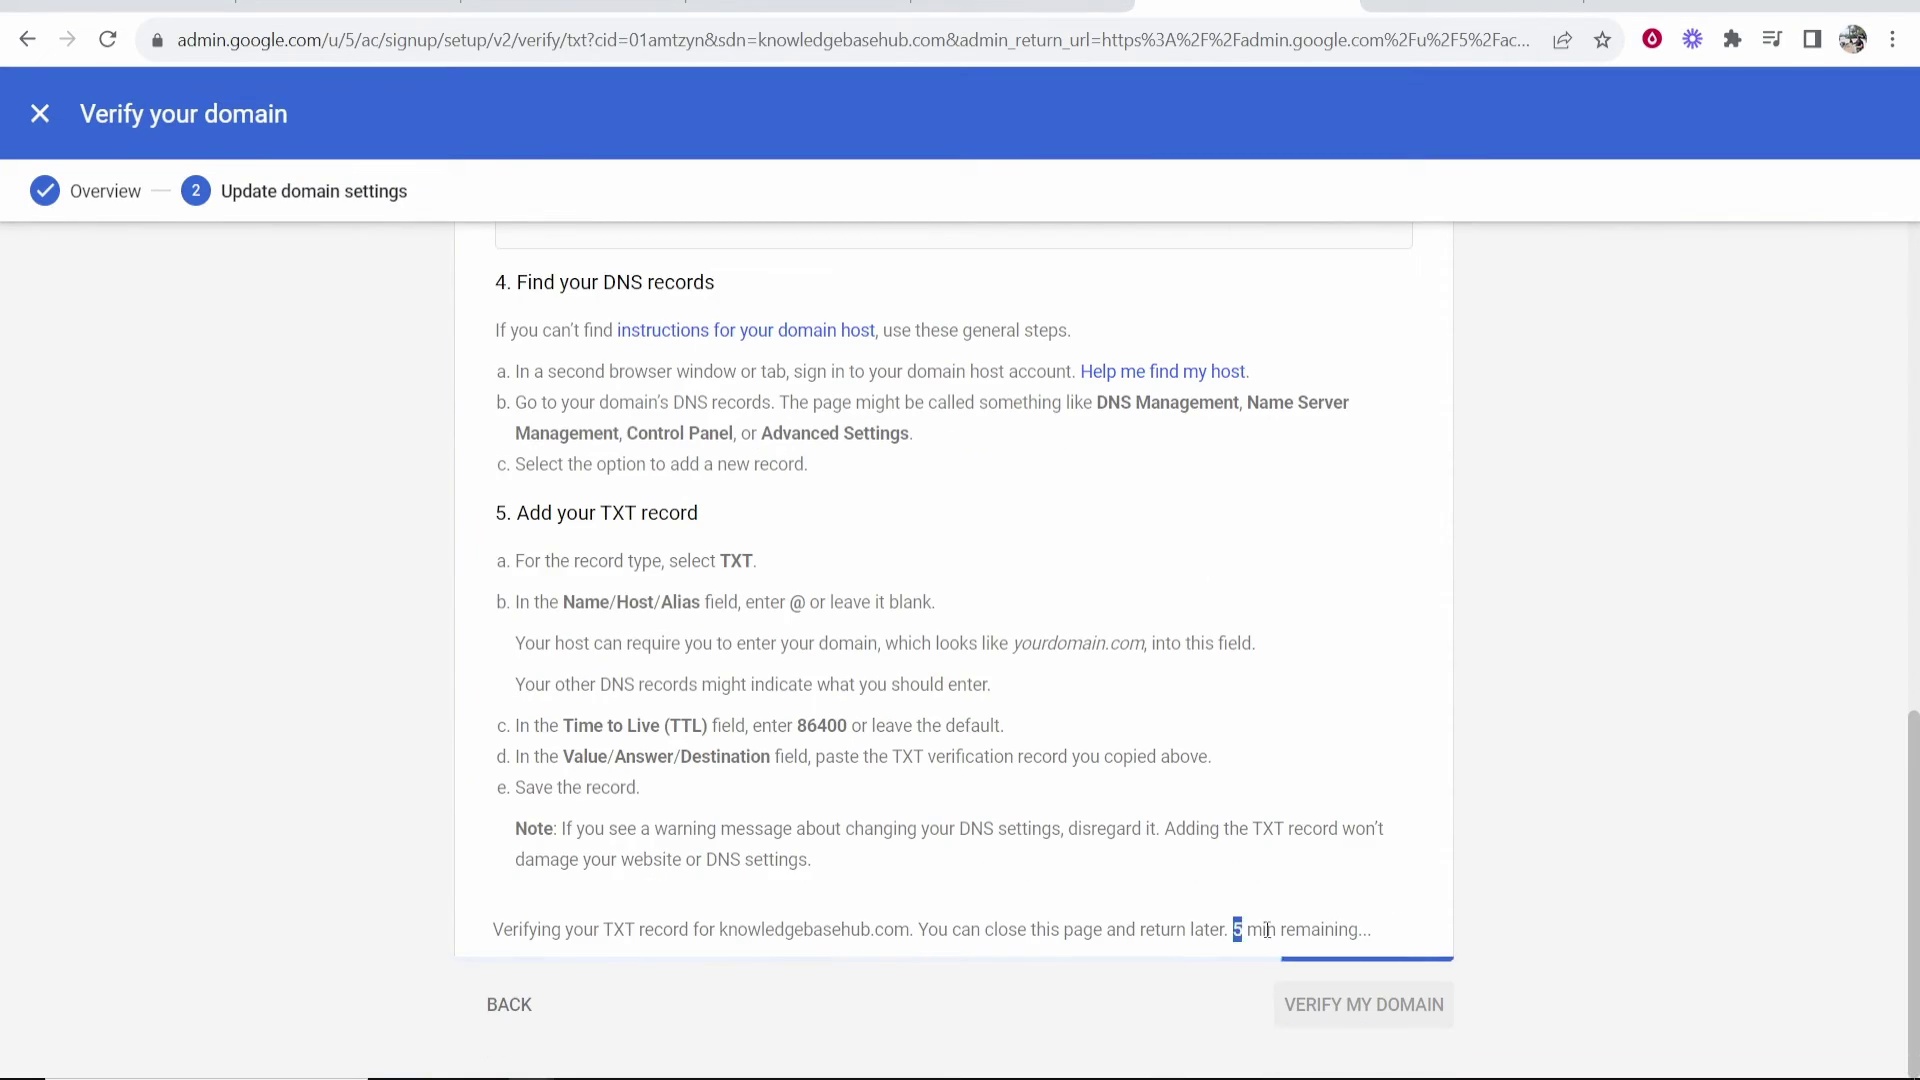 admin.google.com/u/5/ac/signup/setup/v2/verify/txt?cid=01amtzyn&sdn=knowledgebasehub.com&admin_return_url=https%3A%2F%2Fadmin.google.com%2Fu%2F5%2Fac...
Verify your domain
Overview
2 Update domain settings
4. Find your DNS records
If you can’t find instructions for your domain host, use these general steps.
a. In a second browser window or tab, sign in to your domain host account. Help me find my host.
b. Go to your domain’s DNS records. The page might be called something like DNS Management, Name Server
Management, Control Panel, or Advanced Settings.
c. Select the option to add a new record.
5. Add your TXT record
a. For the record type, select TXT.
b. In the Name/Host/Alias field, enter @ or leave it blank.
Your host can require you to enter your domain, which looks like yourdomain.com, into this field.
Your other DNS records might indicate what you should enter.
c. In the Time to Live (TTL) field, enter 86400 or leave the default.
d. In the Value/Answer/Destination field, paste the TXT verification record you copied above.
e. Save the record.
Note: If you see a warning message about changing your DNS settings, disregard it. Adding the TXT record won’t
damage your website or DNS settings.
Verifying your TXT record for knowledgebasehub.com. You can close this page and return later. 5 min remaining...
BACK
VERIFY MY DOMAIN